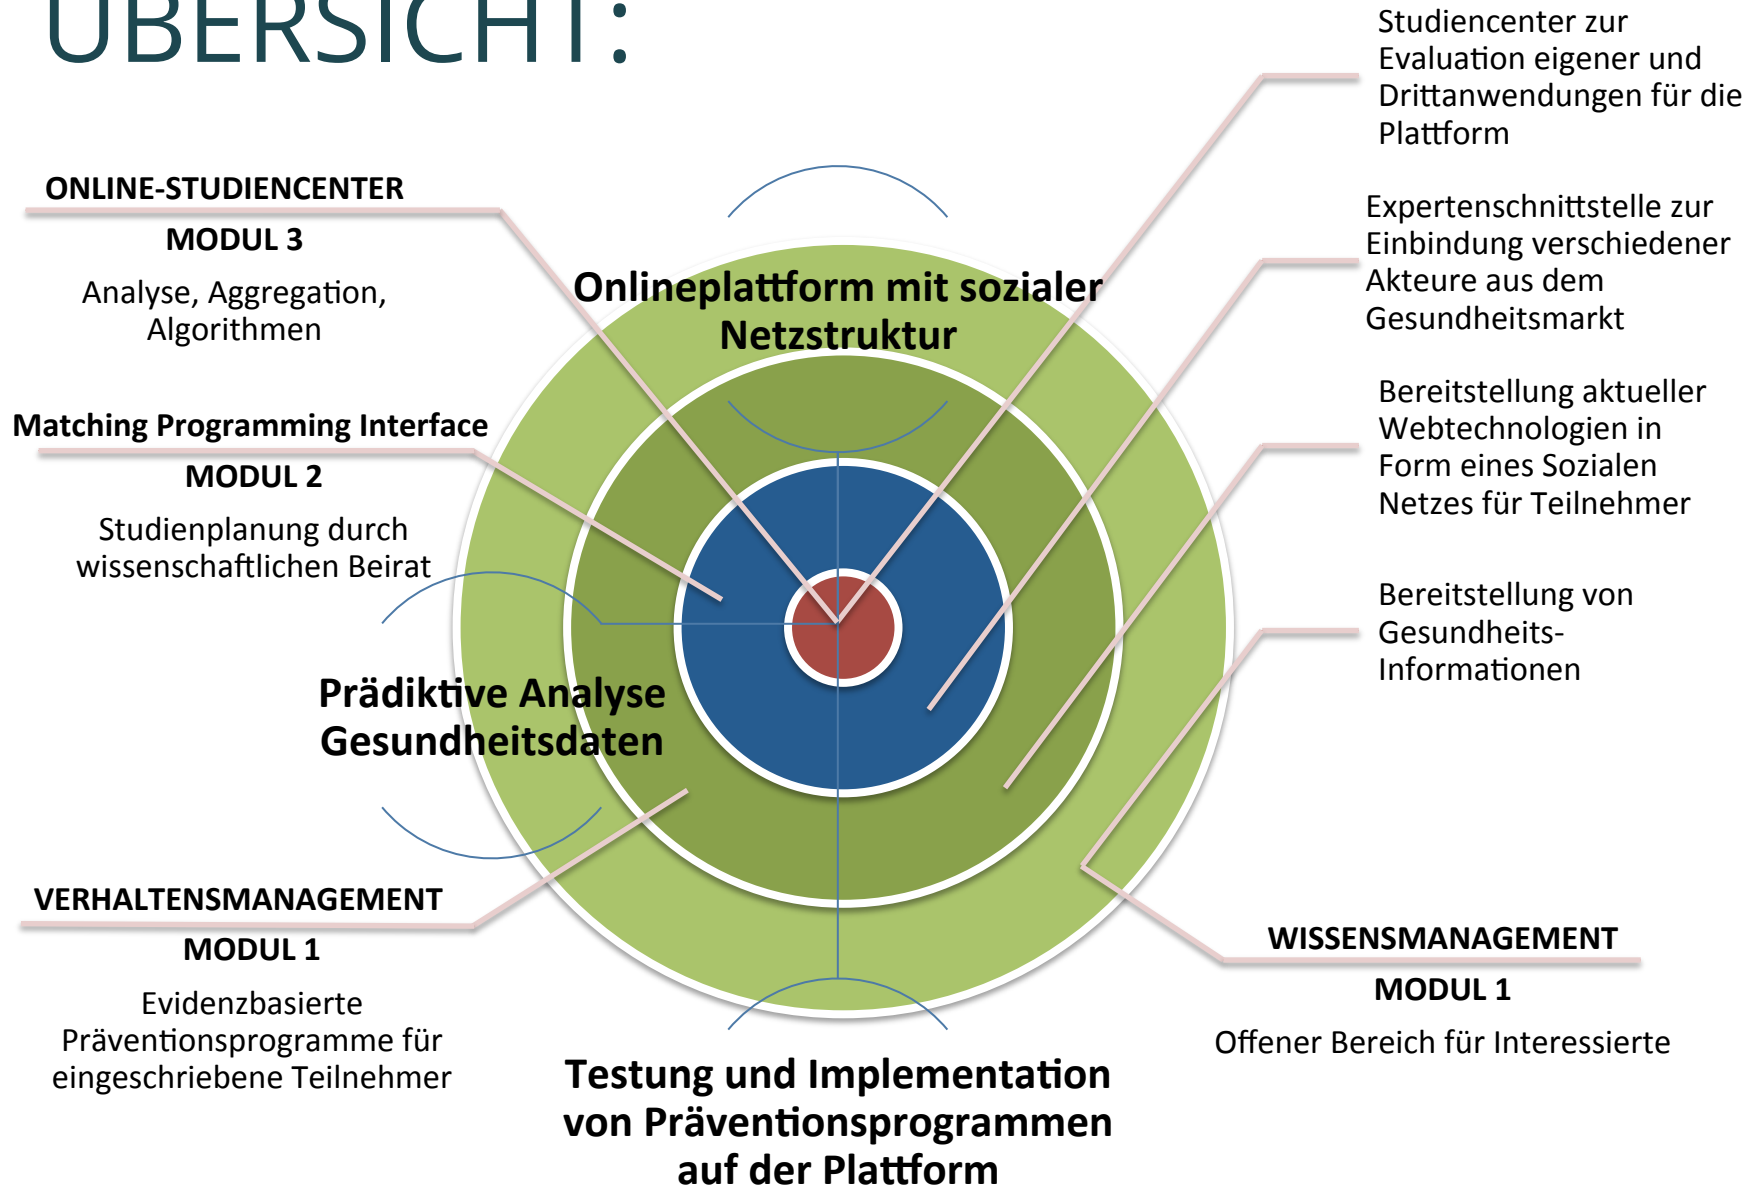 ÜBERSICHT:
Studiencenter zur
Evaluation eigener und
Drittanwendungen für die
Plattform
ONLINE-STUDIENCENTER
MODUL 3
Analyse, Aggregation,
Algorithmen
Expertenschnittstelle zur
Einbindung verschiedener
Akteure aus dem
Gesundheitsmarkt
Onlineplattform mit sozialer
Netzstruktur
Matching Programming Interface
MODUL 2
Studienplanung durch
wissenschaftlichen Beirat
Bereitstellung aktueller
Webtechnologien in
Form eines Sozialen
Netzes für Teilnehmer
Bereitstellung von
Gesundheits-
Informationen
Prädiktive Analyse
Gesundheitsdaten
VERHALTENSMANAGEMENT
MODUL 1
Evidenzbasierte
Präventionsprogramme für
eingeschriebene Teilnehmer
WISSENSMANAGEMENT
MODUL 1
Offener Bereich für Interessierte
Testung und Implementation
von Präventionsprogrammen
auf der Plattform